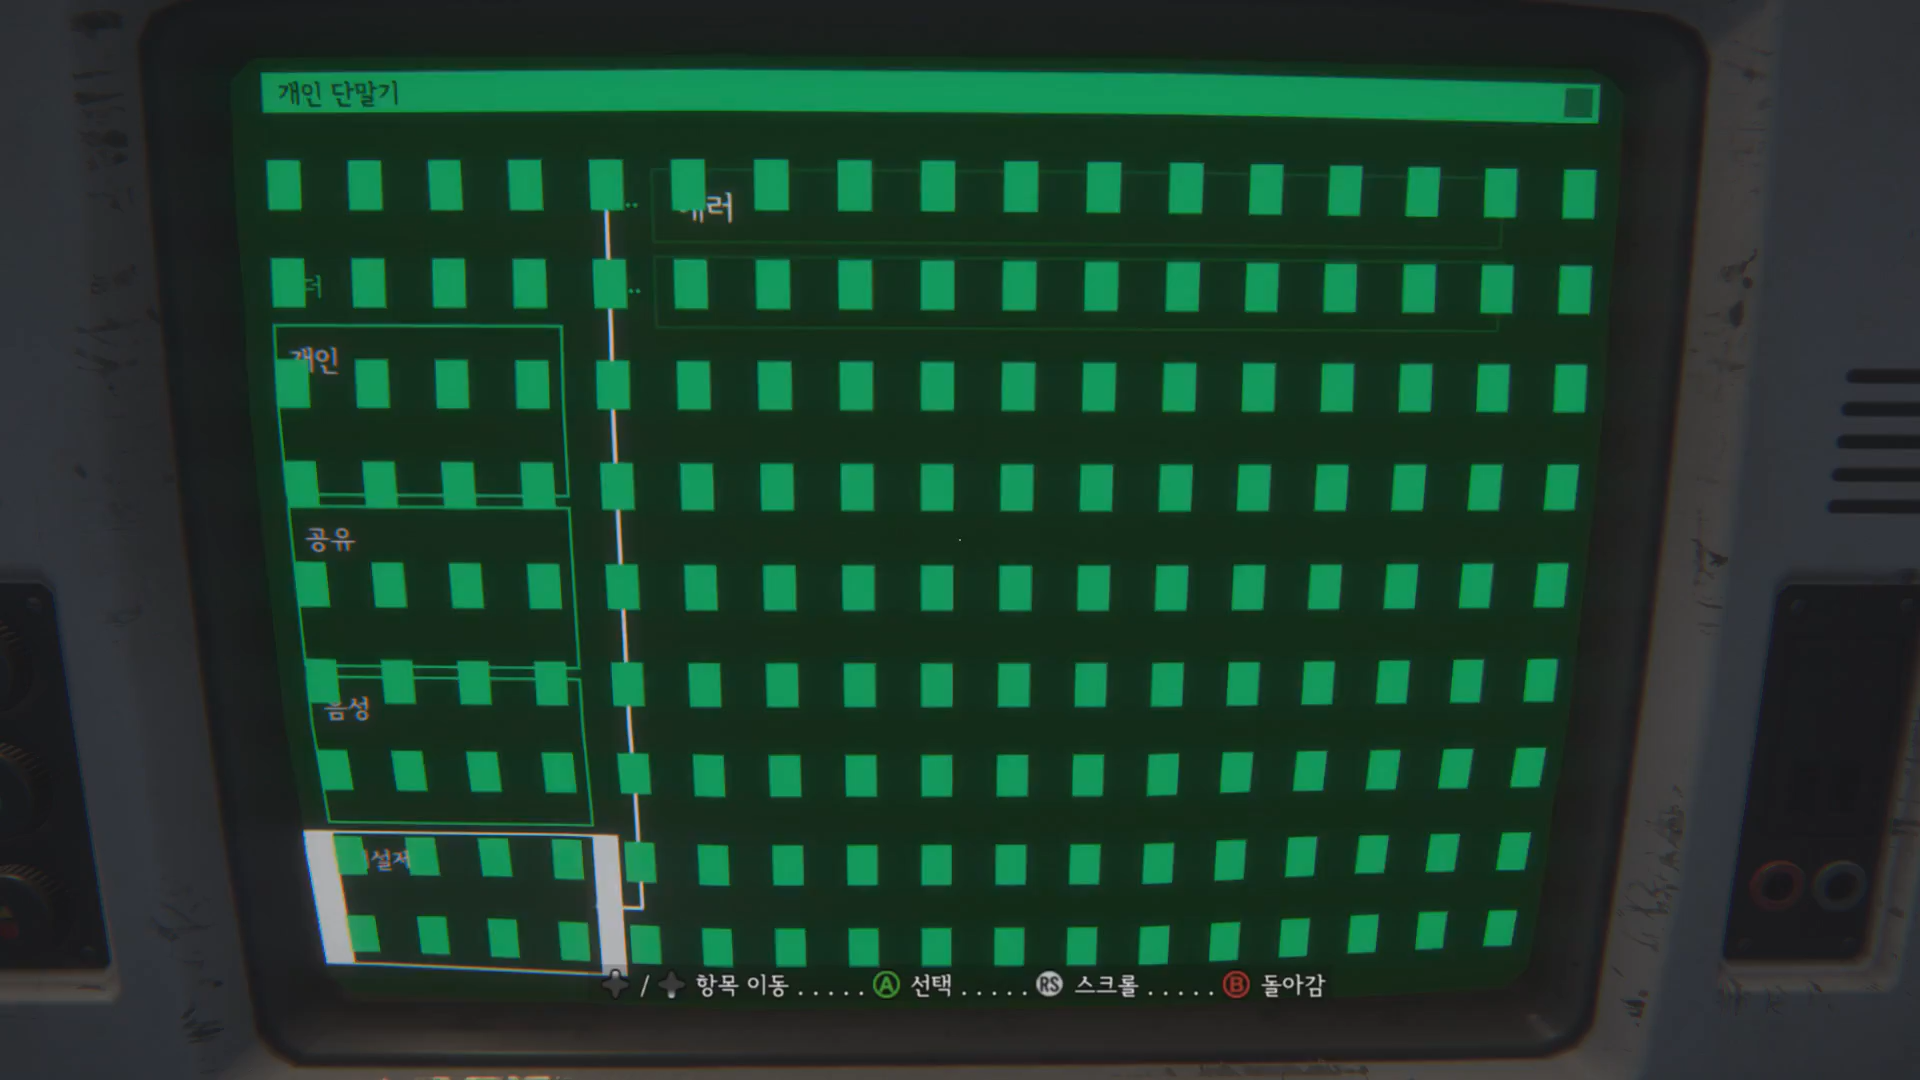 개인 단말기
개인
공유
음성
/ 항목 이동 ..... A 선택 ..... RS 스크롤 ..... B 돌아감